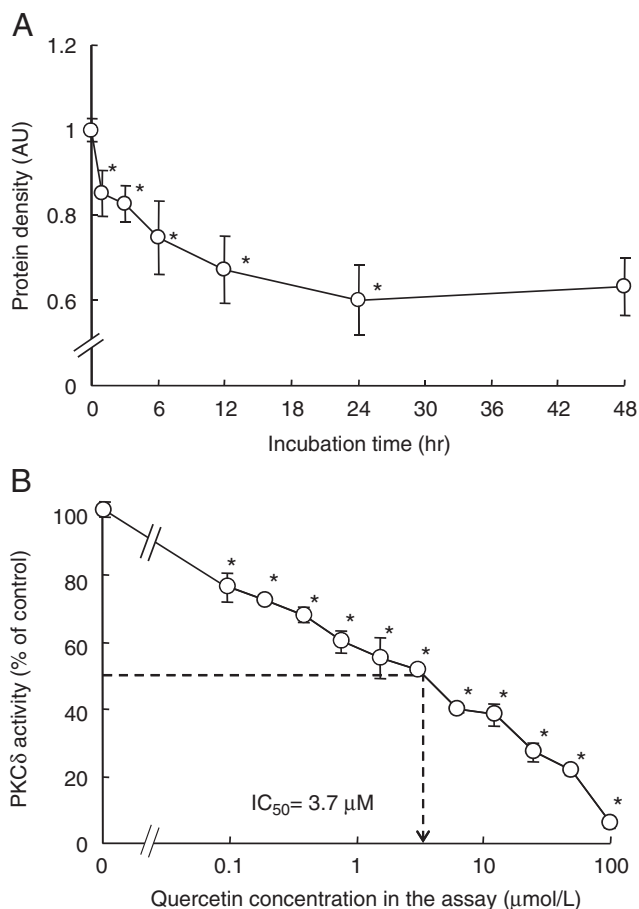 A
1.2
1
0.8
0.6
0
Protein density (AU)
* * * * *
0 6 12 18 24 30 36 42 48
Incubation time (hr)
B
100
80
60
40
20
0
PKCδ activity (% of control)
* * * * * * * * * * *
IC50= 3.7 μM
0 0.1 1 10 100
Quercetin concentration in the assay (μmol/L)